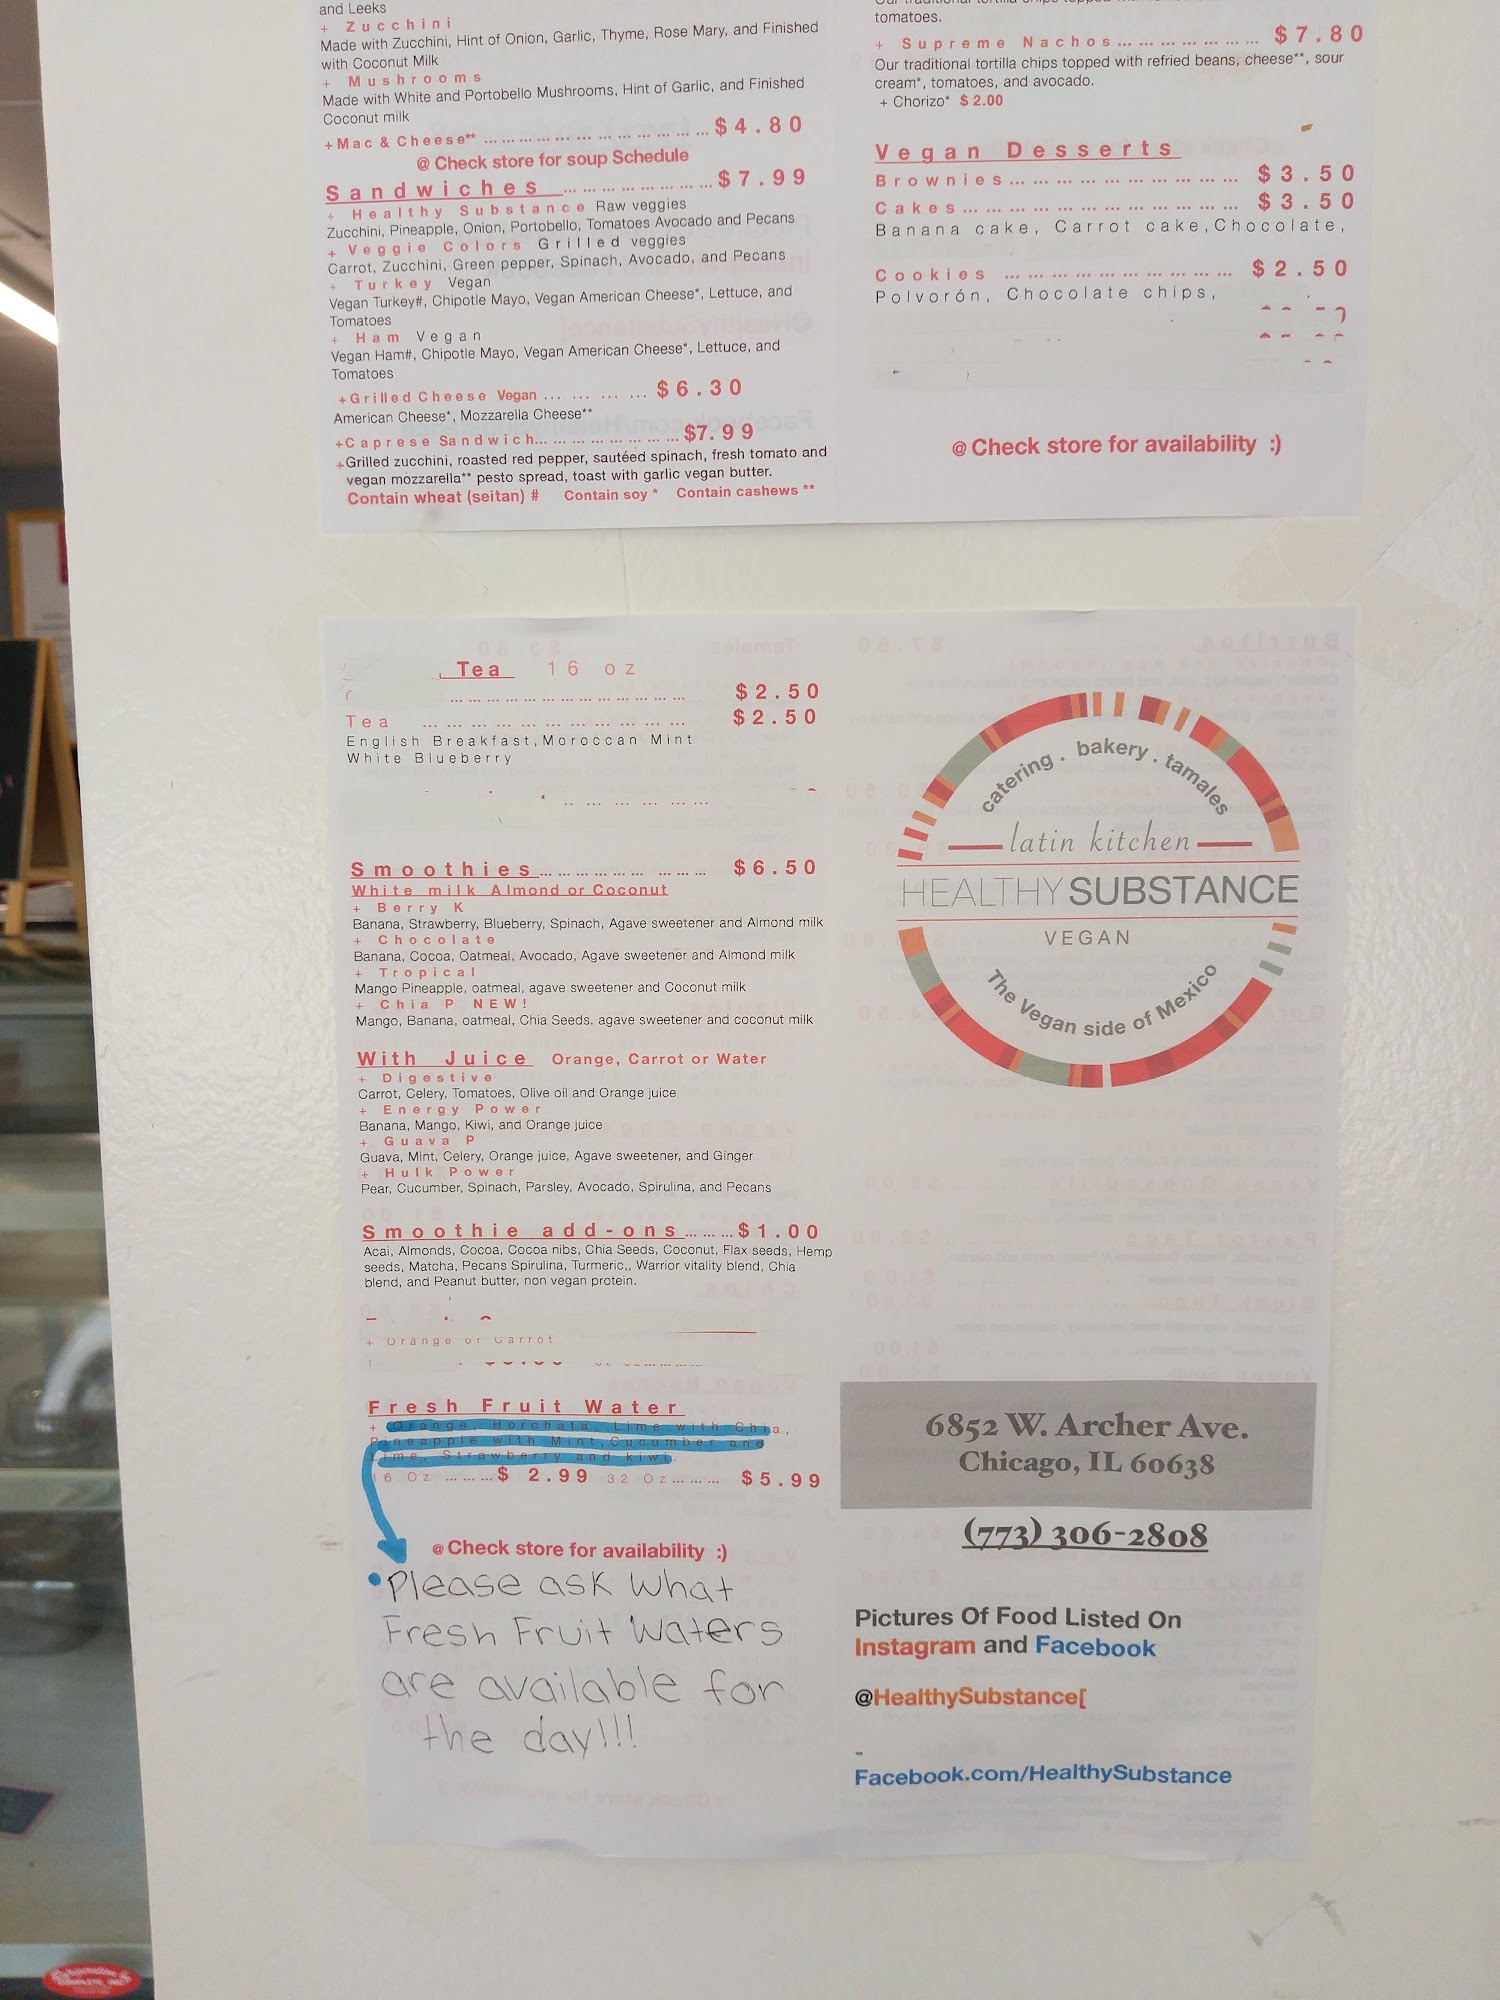 and Leeks
+ Zucchini
Made with Zucchini, Hint of Onion, Garlic, Thyme, Rose Mary, and Finished
with Coconut Milk
+ Mushrooms
Made with White and Portobello Mushrooms, Hint of Garlic, and Finished
Coconut milk
+Mac & Cheese** ... ... ... ... ... ... ... ... ... ... ... ... $4.80
@ Check store for soup Schedule
Sandwiches ... ... ... ... ... ... ... ... $7.99
+ Healthy Substance Raw veggies
Zucchini, Pineapple, Onion, Portobello, Tomatoes Avocado and Pecans
+ Veggie Colors Grilled veggies
Carrot, Zucchini, Green pepper, Spinach, Avocado, and Pecans
+ Turkey Vegan
Vegan Turkey#, Chipotle Mayo, Vegan American Cheese*, Lettuce, and
Tomatoes
+ Ham Vegan
Vegan Ham#, Chipotle Mayo, Vegan American Cheese*, Lettuce, and
Tomatoes
+Grilled Cheese Vegan ... ... ... ... ... $6.30
American Cheese*, Mozzarella Cheese**
+Caprese Sandwich... ... ... ... ... ... ... ... $7.99
+Grilled zucchini, roasted red pepper, sautéed spinach, fresh tomato and
vegan mozzarella** pesto spread, toast with garlic vegan butter.
Contain wheat (seitan) # Contain soy * Contain cashews **
tomatoes.
+ Supreme Nachos... ... ... ... ... ... ... $7.80
Our traditional tortilla chips topped with refried beans, cheese**, sour
cream*, tomatoes, and avocado.
+ Chorizo* $2.00
Vegan Desserts
Brownies... ... ... ... ... ... ... ... ... ... $3.50
Cakes... ... ... ... ... ... ... ... ... ... ... $3.50
Banana cake, Carrot cake,Chocolate,
Cookies ... ... ... ... ... ... ... ... ... ... $2.50
Polvorón, Chocolate chips,
@ Check store for availability :)
Tea 16 oz
... ... ... ... ... ... ... ... ... ... ... $2.50
Tea ... ... ... ... ... ... ... ... ... ... ... $2.50
English Breakfast,Moroccan Mint
White Blueberry
Smoothies... ... ... ... ... ... ... ... $6.50
White milk Almond or Coconut
+ Berry K
Banana, Strawberry, Blueberry, Spinach, Agave sweetener and Almond milk
+ Chocolate
Banana, Cocoa, Oatmeal, Avocado, Agave sweetener and Almond milk
+ Tropical
Mango Pineapple, oatmeal, agave sweetener and Coconut milk
+ Chia P NEW!
Mango, Banana, oatmeal, Chia Seeds, agave sweetener and coconut milk
With Juice Orange, Carrot or Water
+ Digestive
Carrot, Celery, Tomatoes, Olive oil and Orange juice
+ Energy Power
Banana, Mango, Kiwi, and Orange juice
+ Guava P
Guava, Mint, Celery, Orange juice, Agave sweetener, and Ginger
+ Hulk Power
Pear, Cucumber, Spinach, Parsley, Avocado, Spirulina, and Pecans
Smoothie add-ons... ... ...$1.00
Acai, Almonds, Cocoa, Cocoa nibs, Chia Seeds, Coconut, Flax seeds, Hemp
seeds, Matcha, Pecans Spirulina, Turmeric,, Warrior vitality blend, Chia
blend, and Peanut butter, non vegan protein.
+ Orange or Carrot
Fresh Fruit Water
+ Orange, Horchata, Lime with Chia,
Pineapple with Mint,Cucumber and
Lime, Strawberry and kiwi.
16 Oz ... ... ...$ 2.99 32 Oz... ... ... $5.99
@ Check store for availability :)
•Please ask what
Fresh Fruit Waters
are available for
the day!!!
catering . bakery . tamales
latin kitchen
HEALTHYSUBSTANCE
VEGAN
The Vegan side of Mexico
6852 W. Archer Ave.
Chicago, IL 60638
(773) 306-2808
Pictures Of Food Listed On
Instagram and Facebook
@HealthySubstance[
-
Facebook.com/HealthySubstance